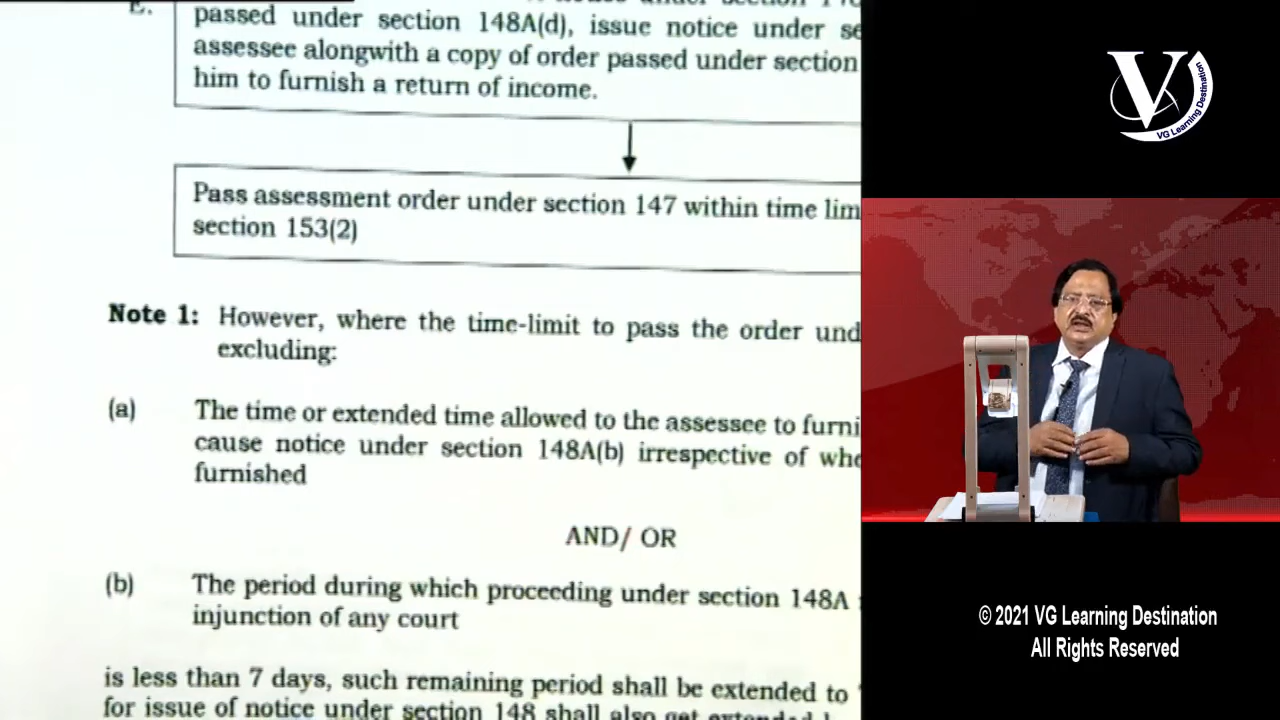 E.
passed under section 148A(d), issue notice under se
assessee alongwith a copy of order passed under section
him to furnish a return of income.
Pass assessment order under section 147 within time lim
section 153(2)
Note 1: However, where the time-limit to pass the order und
excluding:
(a) The time or extended time allowed to the assessee to furni
cause notice under section 148A(b) irrespective of whe
furnished
AND/ OR
(b) The period during which proceeding under section 148A
injunction of any court
is less than 7 days, such remaining period shall be extended to
for issue of notice under section 148 shall also get extended
V
VG Learning Destination
© 2021 VG Learning Destination
All Rights Reserved